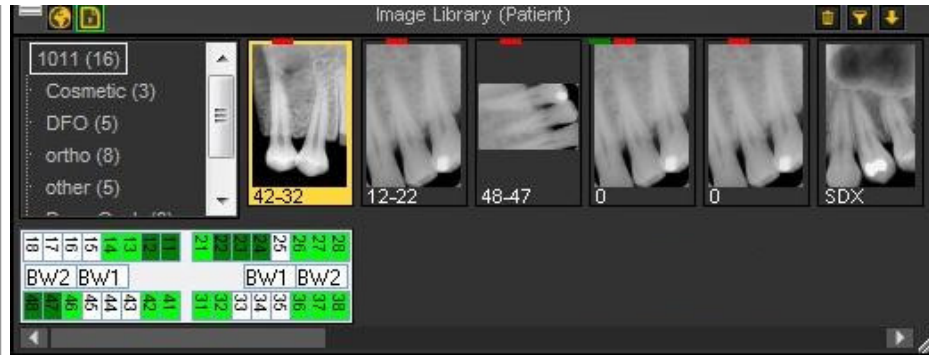 Image Library (Patient)
1011 (16)
Cosmetic (3)
DFO (5)
ortho (8)
other (5)
42-32
12-22
48-47
0
0
SDX
18 17 16 15 14 13 12 11 21 22 23 24 25 26 27 28
BW2 BW1 BW1 BW2
48 47 46 45 44 43 42 41 31 32 33 34 35 36 37 38